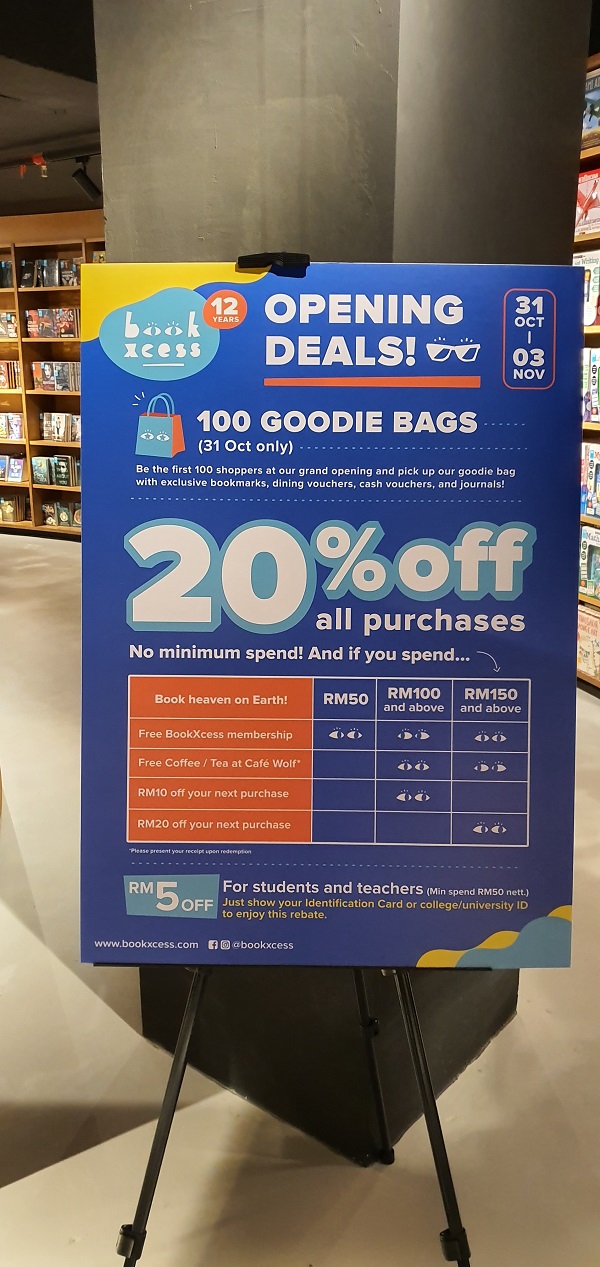 book
xcess
12
YEARS
OPENING
DEALS!
31
OCT
03
NOV
100 GOODIE BAGS
(31 Oct only)
Be the first 100 shoppers at our grand opening and pick up our goodie bag
with exclusive bookmarks, dining vouchers, cash vouchers, and journals!
20% off
all purchases
No minimum spend! And if you spend...
Book heaven on Earth! RM50 RM100 and above RM150 and above
Free BookXcess membership
Free Coffee / Tea at Café Wolf*
RM10 off your next purchase
RM20 off your next purchase
*Please present your receipt upon redemption
RM5 OFF
For students and teachers (Min spend RM50 nett.)
Just show your Identification Card or college/university ID
to enjoy this rebate.
www.bookxcess.com @bookxcess